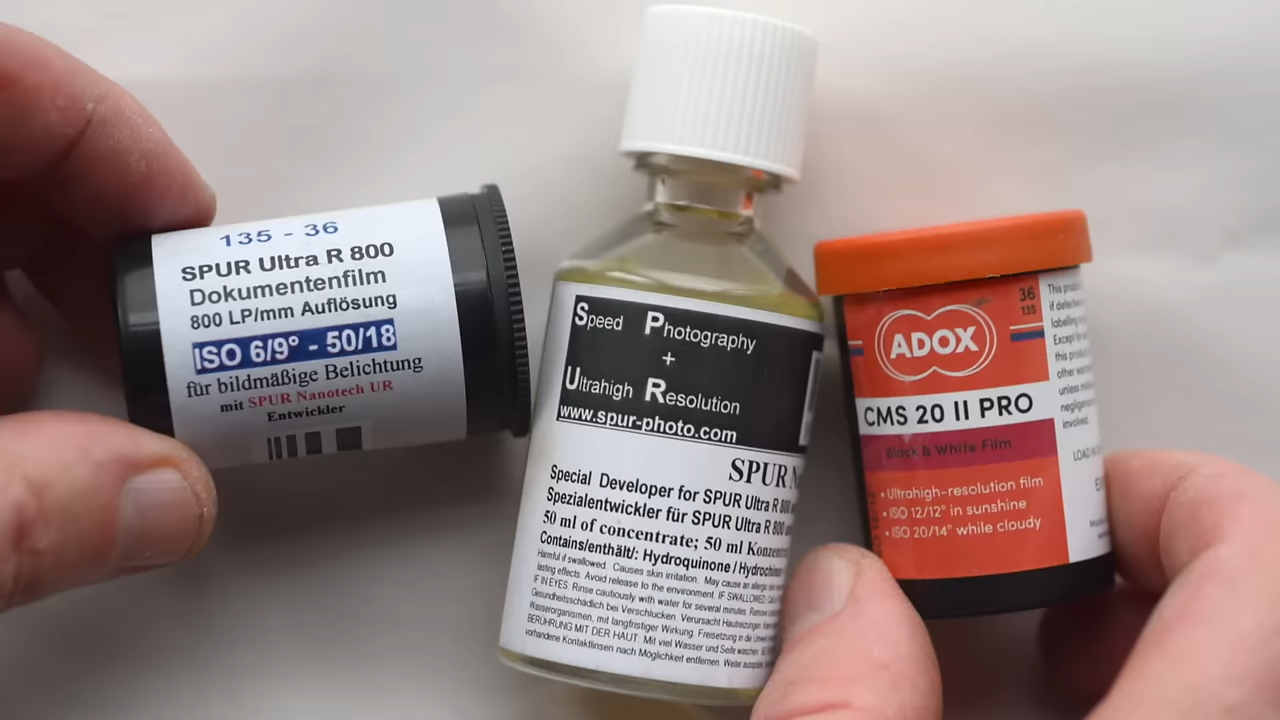 135 - 36
SPUR Ultra R 800
Dokumentenfilm
800 LP/mm Auflösung
ISO 6/9° - 50/18
für bildmäßige Belichtung
mit SPUR Nanotech UR
Entwickler
Speed Photography
+
Ultrahigh Resolution
www.spur-photo.com
SPUR
Special Developer for SPUR Ultra R 800
Spezialentwickler für SPUR Ultra R 800
50 ml of concentrate; 50 ml
Contains/enthält/: Hydroquinone /
Harmful if swallowed. Causes skin irritation. May cause an allergic
lasting effects. Avoid release to the environment. IF SWALLOWED:
IF IN EYES: Rinse cautiously with water for several minutes.
Gesundheitsschädlich bei Verschlucken. Verursacht Hautreizungen.
Wasserorganismen, mit langfristiger Wirkung. Freisetzung in die
BERÜHRUNG MIT DER HAUT: Mit viel Wasser und Seife waschen.
vorhandene Kontaktlinsen nach Möglichkeit entfernen. Weiter
36
135
ADOX
CMS 20 II PRO
Black & White Film
• Ultrahigh-resolution film
• ISO 12/12° in sunshine
• ISO 20/14° while cloudy
This
if
labelling
Except
this
other
unless
involved.
LOAD